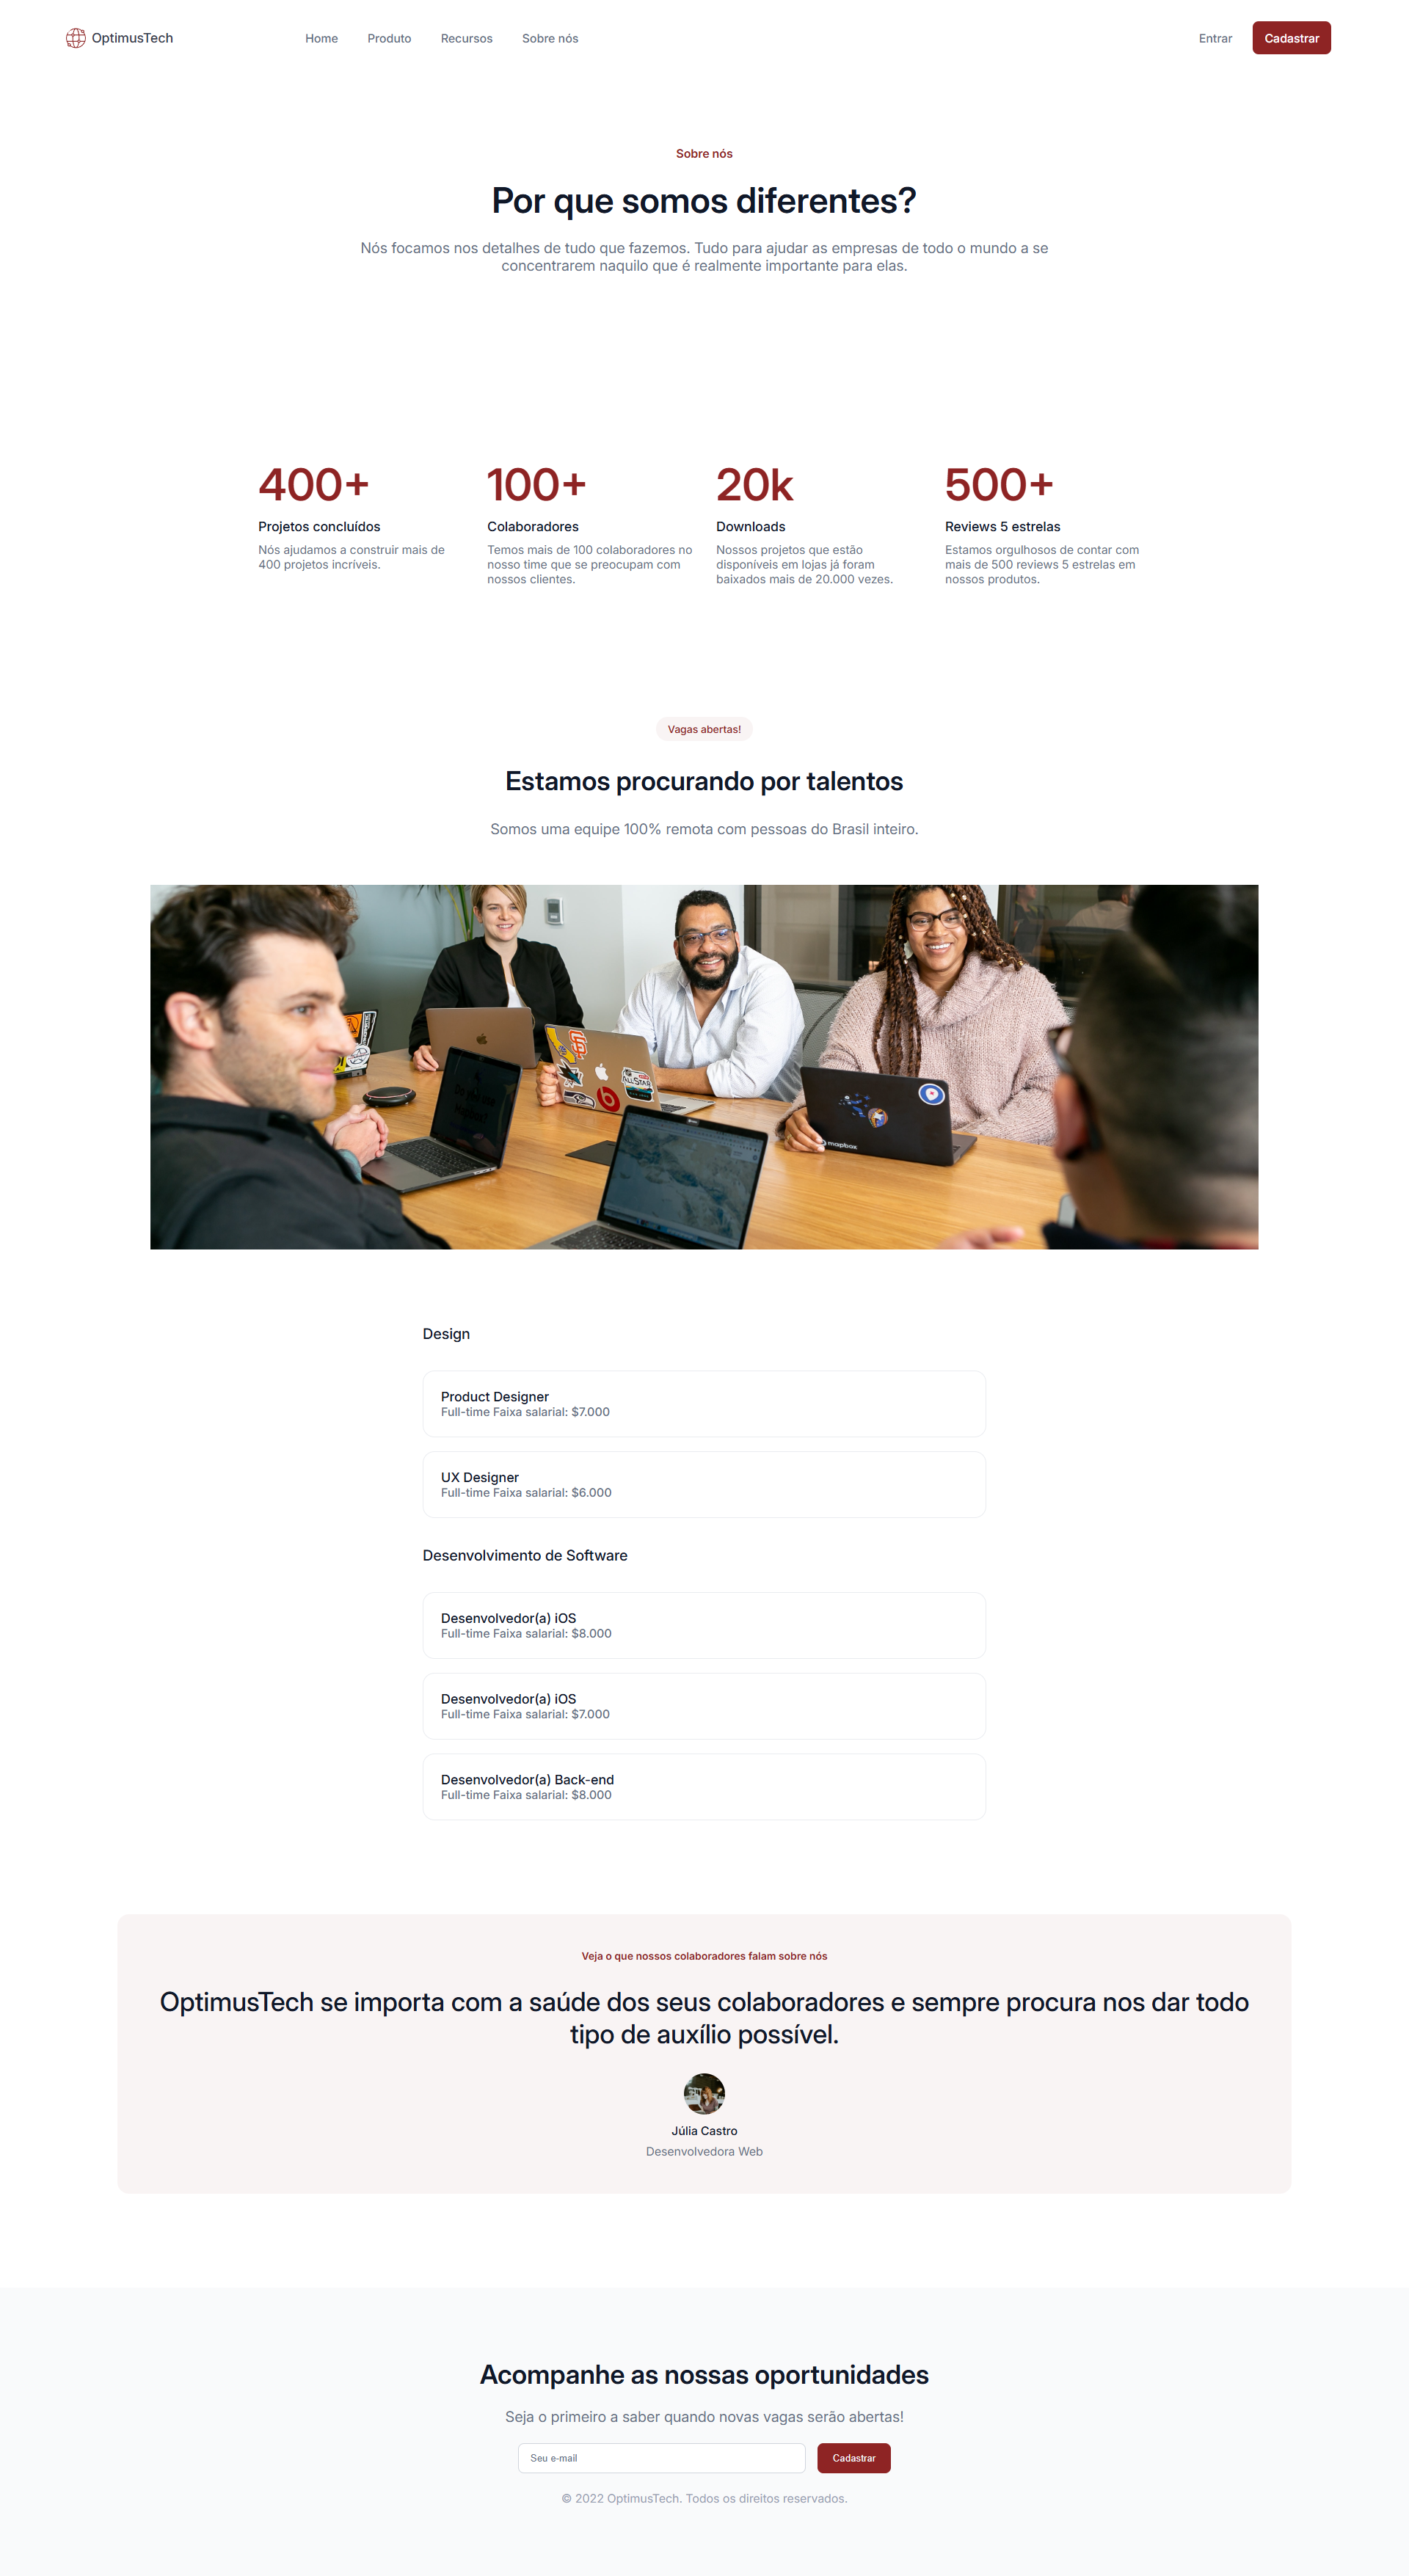 OptimusTech
Home
Produto
Recursos
Sobre nós
Entrar
Cadastrar
Sobre nós
Por que somos diferentes?
Nós focamos nos detalhes de tudo que fazemos. Tudo para ajudar as empresas de todo o mundo a se
concentrarem naquilo que é realmente importante para elas.
400+
Projetos concluídos
Nós ajudamos a construir mais de
400 projetos incríveis.
100+
Colaboradores
Temos mais de 100 colaboradores no
nosso time que se preocupam com
nossos clientes.
20k
Downloads
Nossos projetos que estão
disponíveis em lojas já foram
baixados mais de 20.000 vezes.
500+
Reviews 5 estrelas
Estamos orgulhosos de contar com
mais de 500 reviews 5 estrelas em
nossos produtos.
Vagas abertas!
Estamos procurando por talentos
Somos uma equipe 100% remota com pessoas do Brasil inteiro.
ALL STAR
mapbox
Design
Product Designer
Full-time Faixa salarial: $7.000
UX Designer
Full-time Faixa salarial: $6.000
Desenvolvimento de Software
Desenvolvedor(a) iOS
Full-time Faixa salarial: $8.000
Desenvolvedor(a) iOS
Full-time Faixa salarial: $7.000
Desenvolvedor(a) Back-end
Full-time Faixa salarial: $8.000
Veja o que nossos colaboradores falam sobre nós
OptimusTech se importa com a saúde dos seus colaboradores e sempre procura nos dar todo
tipo de auxílio possível.
Júlia Castro
Desenvolvedora Web
Acompanhe as nossas oportunidades
Seja o primeiro a saber quando novas vagas serão abertas!
Seu e-mail
Cadastrar
© 2022 OptimusTech. Todos os direitos reservados.